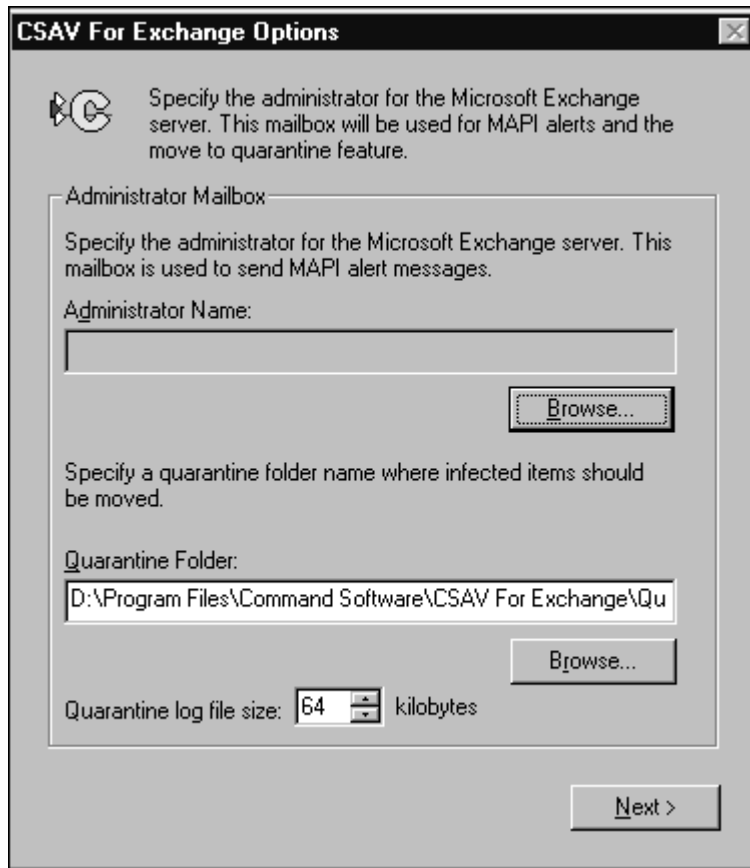 CSAV For Exchange Options
Specify the administrator for the Microsoft Exchange
server. This mailbox will be used for MAPI alerts and the
move to quarantine feature.
Administrator Mailbox
Specify the administrator for the Microsoft Exchange server. This
mailbox is used to send MAPI alert messages.
Administrator Name:
Browse...
Specify a quarantine folder name where infected items should
be moved.
Quarantine Folder:
D:\Program Files\Command Software\CSAV For Exchange\Qu
Browse...
Quarantine log file size: 64 kilobytes
Next >